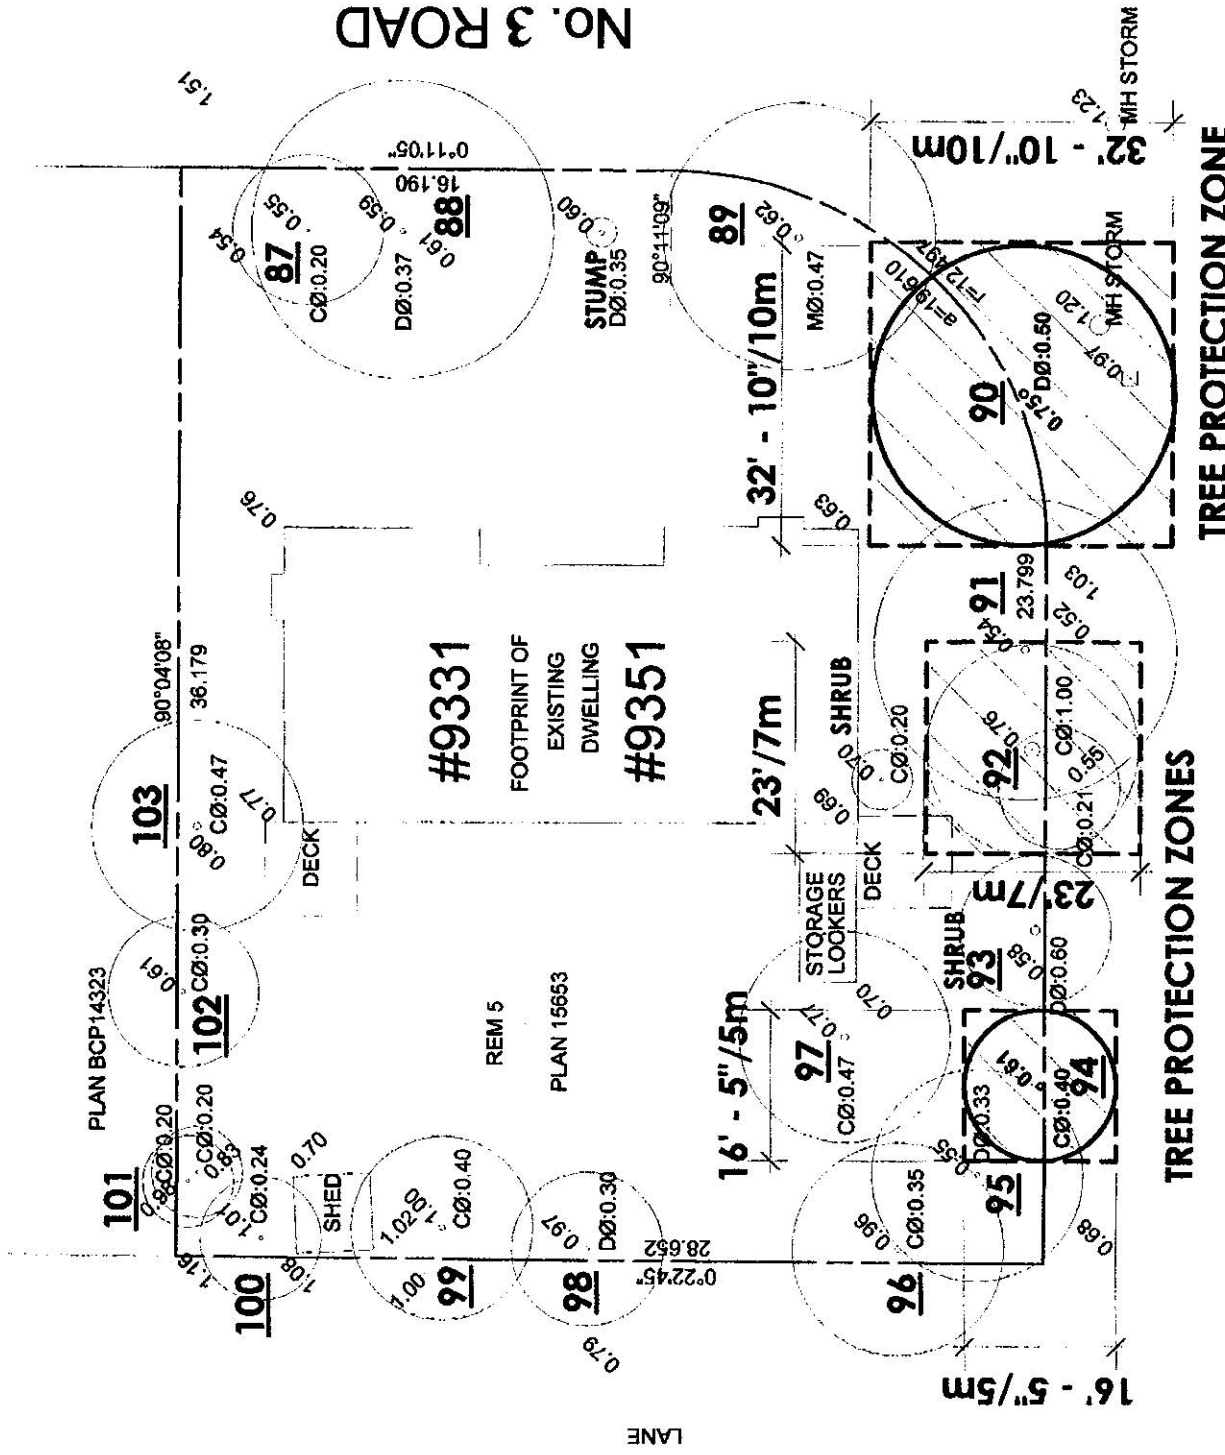 No. 3 ROAD
1.51
MH STORM
1.23
32' - 10"/10m
TREE PROTECTION ZONE
0°11'05"
16.190
0.54
0.55
87
CØ:0.20
0.59
88
0.61
DØ:0.37
0.60
STUMP
DØ:0.35
90°11'09"
89
0.62
MØ:0.47
32' - 10"/10m
a=19.610
r=12.497
MH STORM
1.20
0.97
90
DØ:0.50
0.75
0.76
0.63
90°04'08"
36.179
#9331
FOOTPRINT OF
EXISTING
DWELLING
#9351
91
23.799
0.54
0.52
1.03
23'/7m
SHRUB
0.70
CØ:0.20
0.69
92
0.76
CØ:1.00
0.55
CØ:0.21
23'/7m
TREE PROTECTION ZONES
103
CØ:0.47
0.77
0.80
DECK
STORAGE
LOOKERS
DECK
SHRUB
93
0.58
DØ:0.60
PLAN BCP14323
0.61
CØ:0.30
102
REM 5
PLAN 15653
16' - 5"/5m
97
0.77
0.70
CØ:0.47
94
0.61
CØ:0.40
DØ:0.33
95
0.55
101
CØ:0.20
CØ:0.20
0.83
1.01
CØ:0.24
0.70
SHED
1.02
1.00
CØ:0.40
0.97
DØ:0.30
0.96
CØ:0.35
0.68
1.16
100
1.08
1.00
99
98
0.79
0°22'45"
28.652
96
16' - 5"/5m
LANE